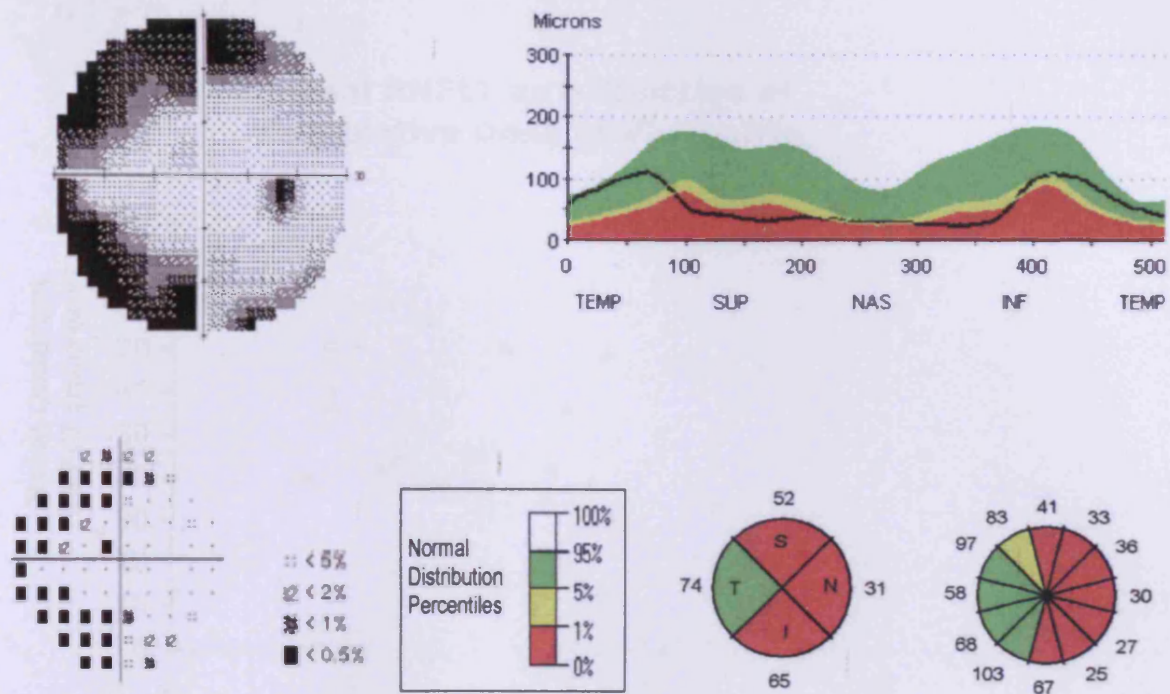 Microns
300
200
100
0
0 100 200 300 400 500
TEMP SUP NAS INF TEMP
30
< 5%
< 2%
< 1%
< 0.5%
Normal
Distribution
Percentiles
100%
95%
5%
1%
0%
52
S
74 T N 31
I
65
41
83 33
97 36
58 30
68 27
103 25
67